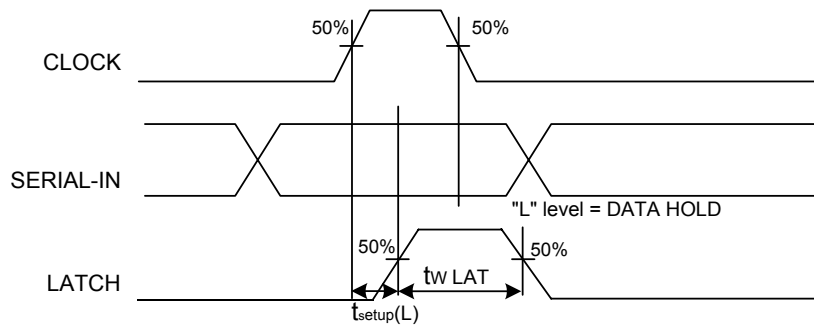 50%
50%
CLOCK
SERIAL-IN
"L" level = DATA HOLD
50%
50%
tw LAT
LATCH
tsetup(L)